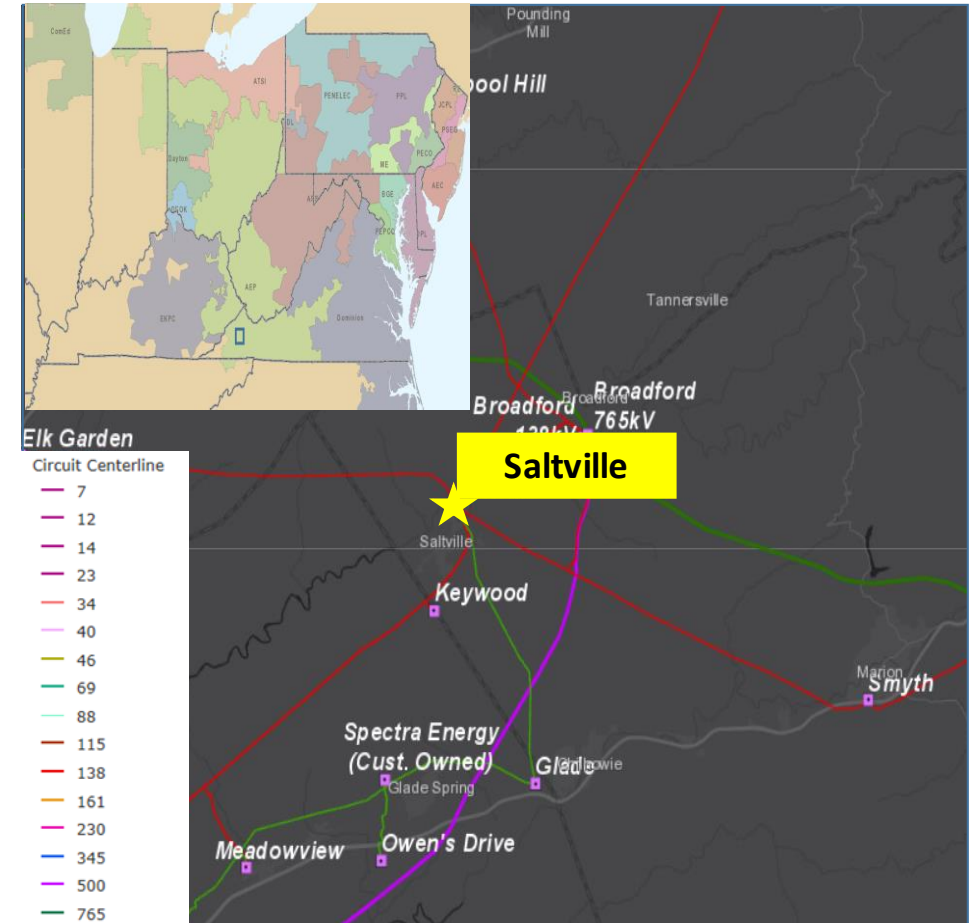 Pounding
Mill
ool Hill
ComEd
ATSI
PENELEC
PPL
JCPL
PSEG
DL
ME
PECO
Dayton
AEC
BGE
PEPCO
DPL
AEP
EKPC
Dominion
Tannersville
Broadford
Broadford
138kV
Broadford
765kV
Elk Garden
Saltville
Saltville
Keywood
Marion
Smyth
Spectra Energy
(Cust. Owned)
Glade
Glade Spring
Meadowview
Owen's Drive
Circuit Centerline
7
12
14
23
34
40
46
69
88
115
138
161
230
345
500
765